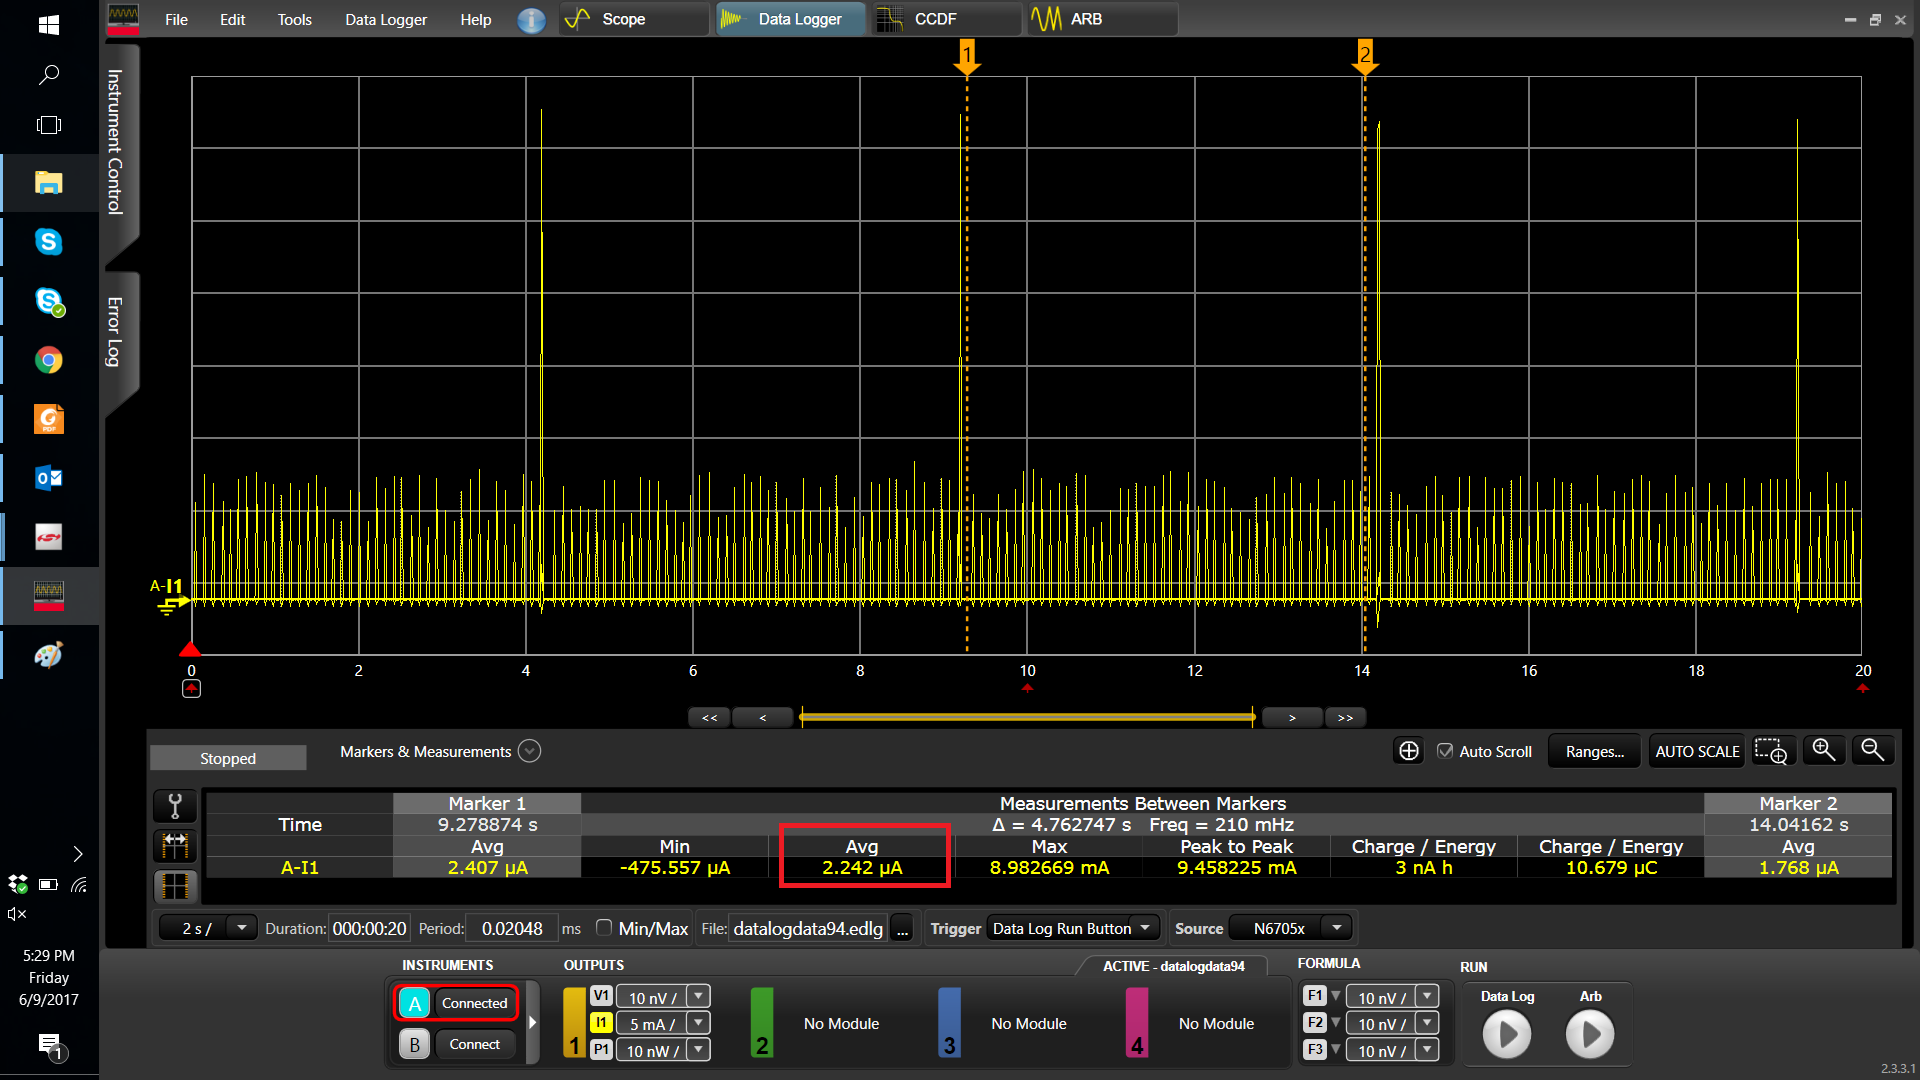 File Edit Tools Data Logger Help Scope Data Logger CCDF ARB
Instrument Control
Error Log
1 2
A-I1
0 2 4 6 8 10 12 14 16 18 20
<< < > >>
Stopped Markers & Measurements Auto Scroll Ranges... AUTO SCALE
Marker 1 Measurements Between Markers Marker 2
Time 9.278874 s Δ = 4.762747 s Freq = 210 mHz 14.04162 s
Avg Min Avg Max Peak to Peak Charge / Energy Charge / Energy Avg
A-I1 2.407 µA -475.557 µA 2.242 µA 8.982669 mA 9.458225 mA 3 nA h 10.679 µC 1.768 µA
2 s / Duration: 000:00:20 Period: 0.02048 ms Min/Max File: datalogdata94.edlg ... Trigger Data Log Run Button Source N6705x
INSTRUMENTS OUTPUTS ACTIVE - datalogdata94 FORMULA RUN
A Connected
B Connect
1 V1 10 nV /
I1 5 mA /
P1 10 nW /
2 No Module
3 No Module
4 No Module
F1 10 nV /
F2 10 nV /
F3 10 nV /
Data Log Arb
2.3.3.1
5:29 PM
Friday
6/9/2017
1